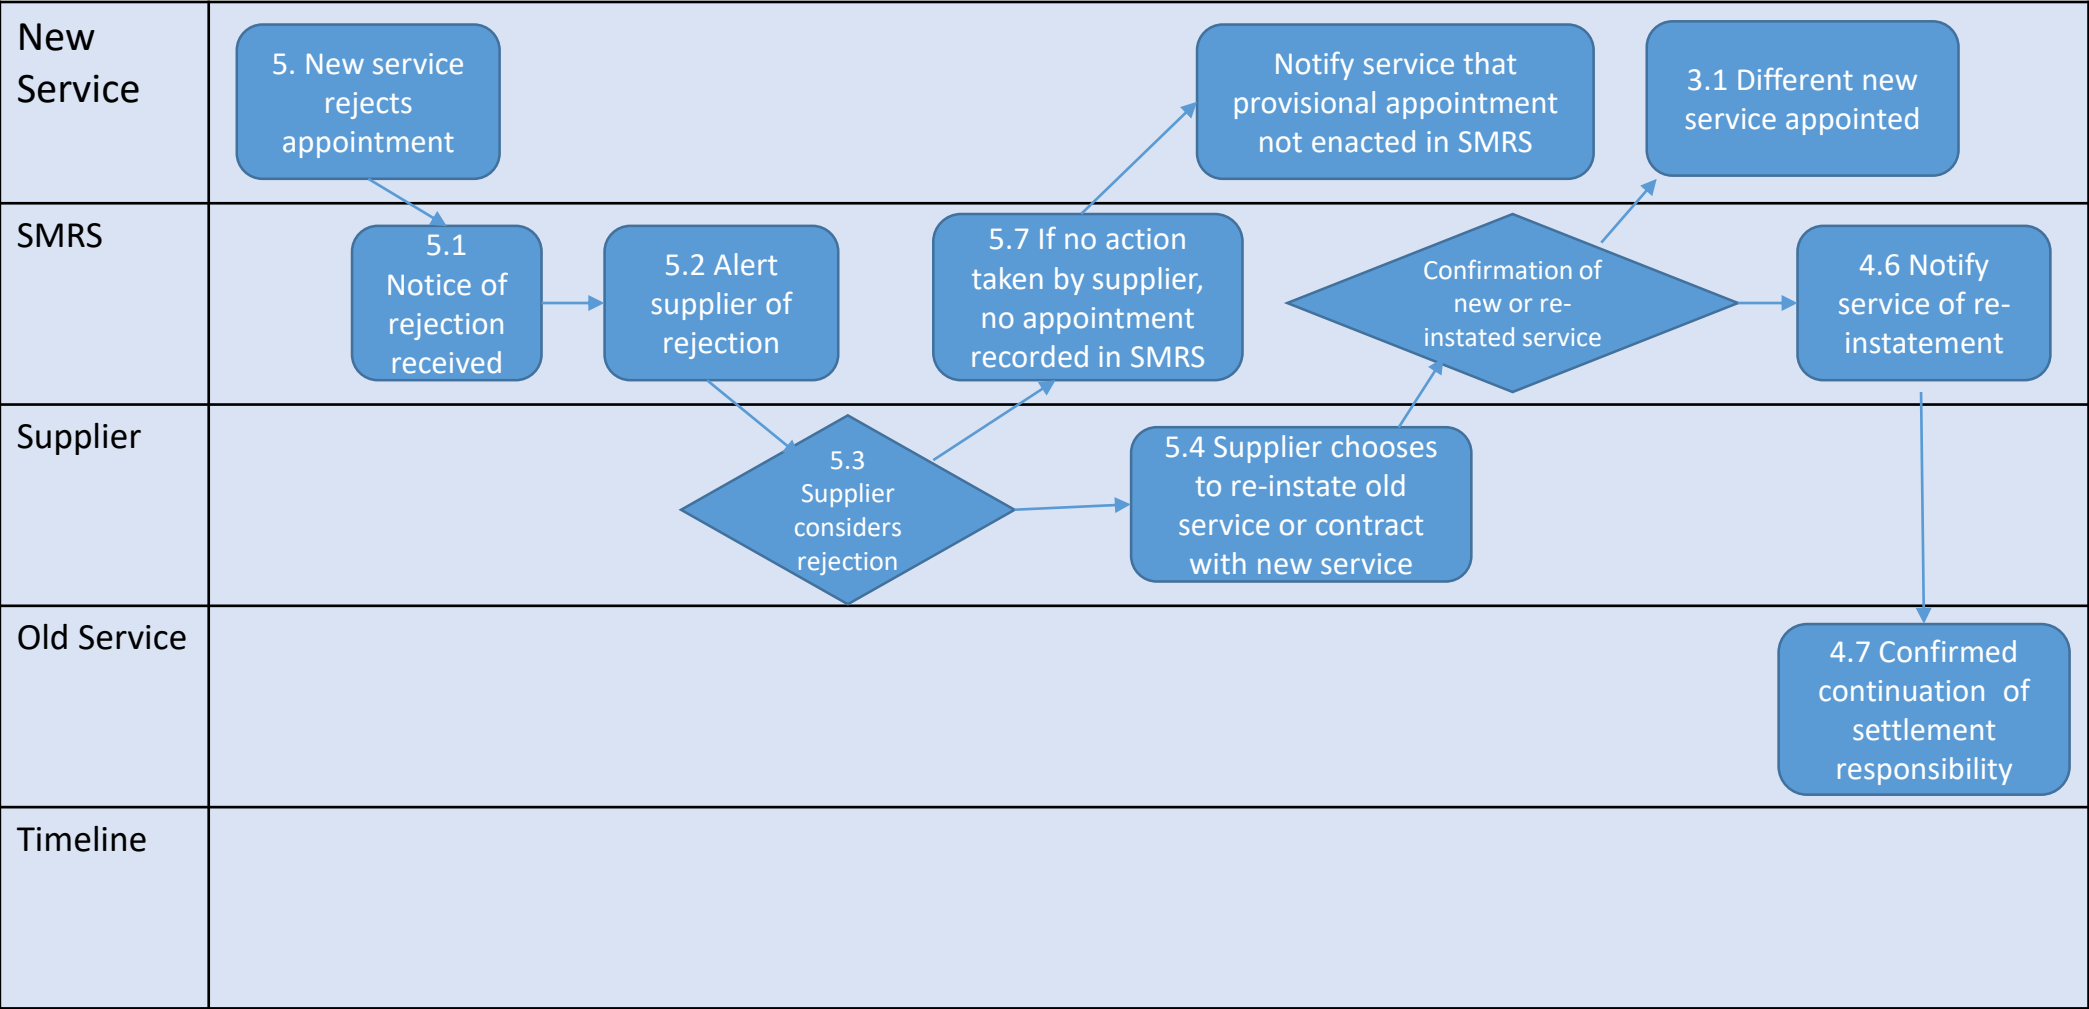 New
Service
5. New service
rejects
appointment
Notify service that
provisional appointment
not enacted in SMRS
3.1 Different new
service appointed
SMRS
5.1
Notice of
rejection
received
5.2 Alert
supplier of
rejection
5.7 If no action
taken by supplier,
no appointment
recorded in SMRS
Confirmation of
new or re-
instated service
4.6 Notify
service of re-
instatement
Supplier
5.3
Supplier
considers
rejection
5.4 Supplier chooses
to re-instate old
service or contract
with new service
Old Service
4.7 Confirmed
continuation of
settlement
responsibility
Timeline